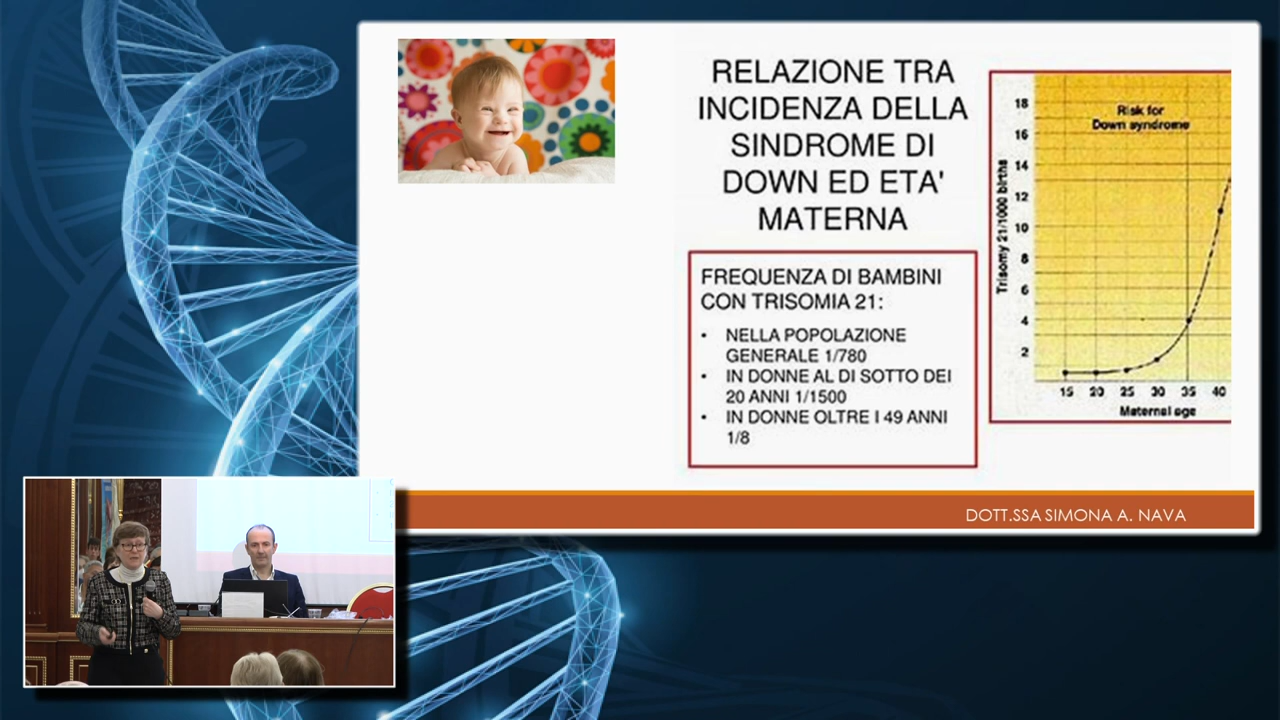 RELAZIONE TRA
INCIDENZA DELLA
SINDROME DI
DOWN ED ETA'
MATERNA
FREQUENZA DI BAMBINI
CON TRISOMIA 21:
• NELLA POPOLAZIONE
GENERALE 1/780
• IN DONNE AL DI SOTTO DEI
20 ANNI 1/1500
• IN DONNE OLTRE I 49 ANNI
1/8
Risk for
Down syndrome
Trisomy 21/1000 births
18
16
14
12
10
8
6
4
2
15 20 25 30 35 40
Maternal age
DOTT.SSA SIMONA A. NAVA